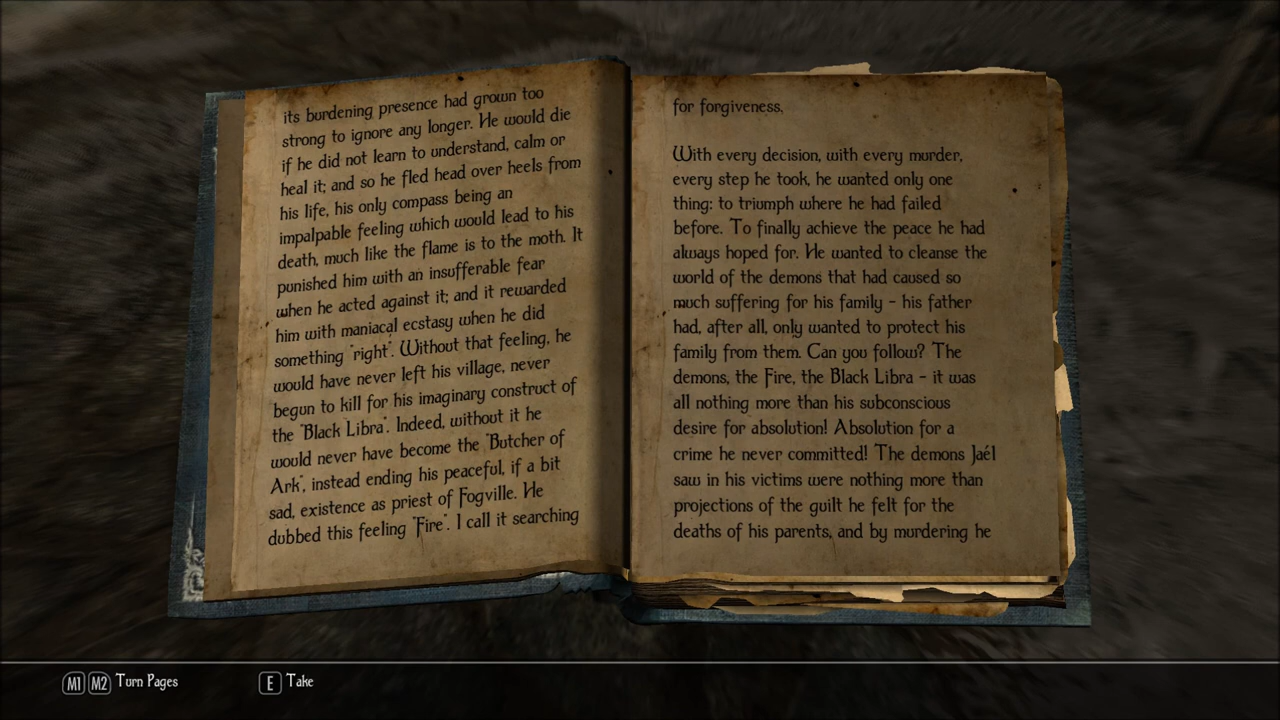 its burdening presence had grown too
strong to ignore any longer. He would die
if he did not learn to understand, calm or
heal it; and so he fled head over heels from
his life, his only compass being an
impalpable feeling which would lead to his
death, much like the flame is to the moth. It
punished him with an insufferable fear
when he acted against it; and it rewarded
him with maniacal ecstasy when he did
something "right". Without that feeling, he
would have never left his village, never
begun to kill for his imaginary construct of
the "Black Libra". Indeed, without it he
would never have become the "Butcher of
Ark", instead ending his peaceful, if a bit
sad, existence as priest of Fogville. He
dubbed this feeling "Fire". I call it searching
for forgiveness.
With every decision, with every murder,
every step he took, he wanted only one
thing: to triumph where he had failed
before. To finally achieve the peace he had
always hoped for. He wanted to cleanse the
world of the demons that had caused so
much suffering for his family - his father
had, after all, only wanted to protect his
family from them. Can you follow? The
demons, the Fire, the Black Libra - it was
all nothing more than his subconscious
desire for absolution! Absolution for a
crime he never committed! The demons Jaél
saw in his victims were nothing more than
projections of the guilt he felt for the
deaths of his parents, and by murdering he
M1 M2 Turn Pages
E Take